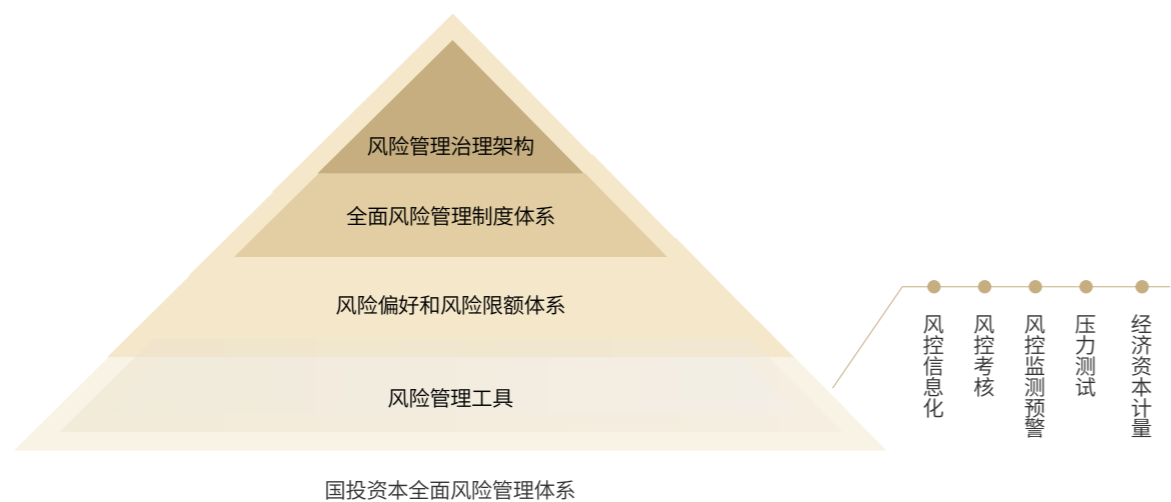 风险管理治理架构
全面风险管理制度体系
风险偏好和风险限额体系
风险管理工具
风控信息化
风控考核
风控监测预警
压力测试
经济资本计量
国投资本全面风险管理体系